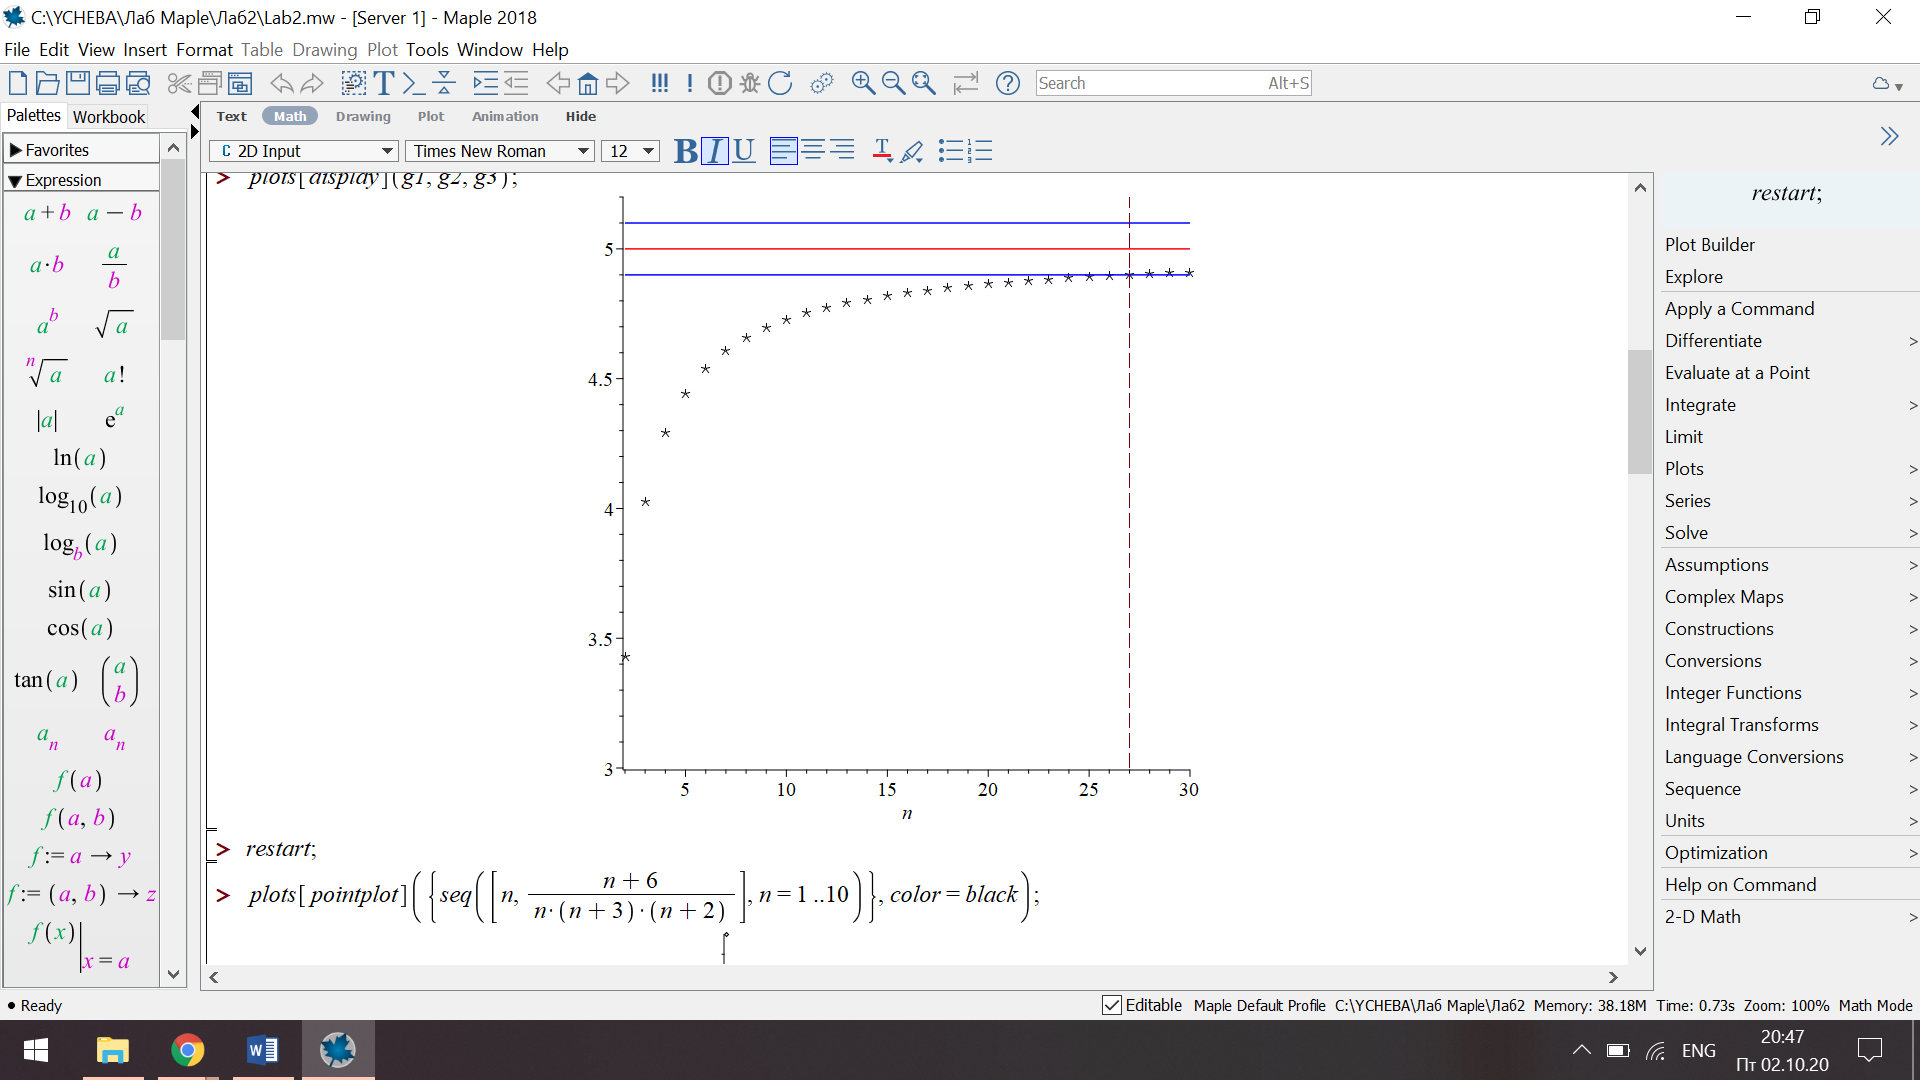 C:\YCHEBA\Лаб Maple\Лаб2\Lab2.mw - [Server 1] - Maple 2018
File Edit View Insert Format Table Drawing Plot Tools Window Help
Search Alt+S
Palettes Workbook
Text Math Drawing Plot Animation Hide
C 2D Input Times New Roman 12 B I U
Favorites
Expression
a + b a − b
a·b a/b
a^b √a
n√a a!
|a| e^a
ln(a)
log10(a)
logb(a)
sin(a)
cos(a)
tan(a) (a b)
a_n a_n
f(a)
f(a, b)
f := a → y
f := (a, b) → z
f(x)| x = a
> plots[display](g1, g2, g3);
5
4.5
4
3.5
3
5 10 15 20 25 30
n
> restart;
> plots[pointplot]({seq([n, (n + 6)/(n·(n + 3)·(n + 2))], n = 1 ..10)}, color = black);
restart;
Plot Builder
Explore
Apply a Command
Differentiate >
Evaluate at a Point
Integrate >
Limit
Plots >
Series >
Solve >
Assumptions >
Complex Maps >
Constructions >
Conversions >
Integer Functions >
Integral Transforms >
Language Conversions >
Sequence >
Units >
Optimization >
Help on Command
2-D Math >
Ready
Editable Maple Default Profile C:\YCHEBA\Лаб Maple\Лаб2 Memory: 38.18M Time: 0.73s Zoom: 100% Math Mode
ENG
20:47
Пт 02.10.20